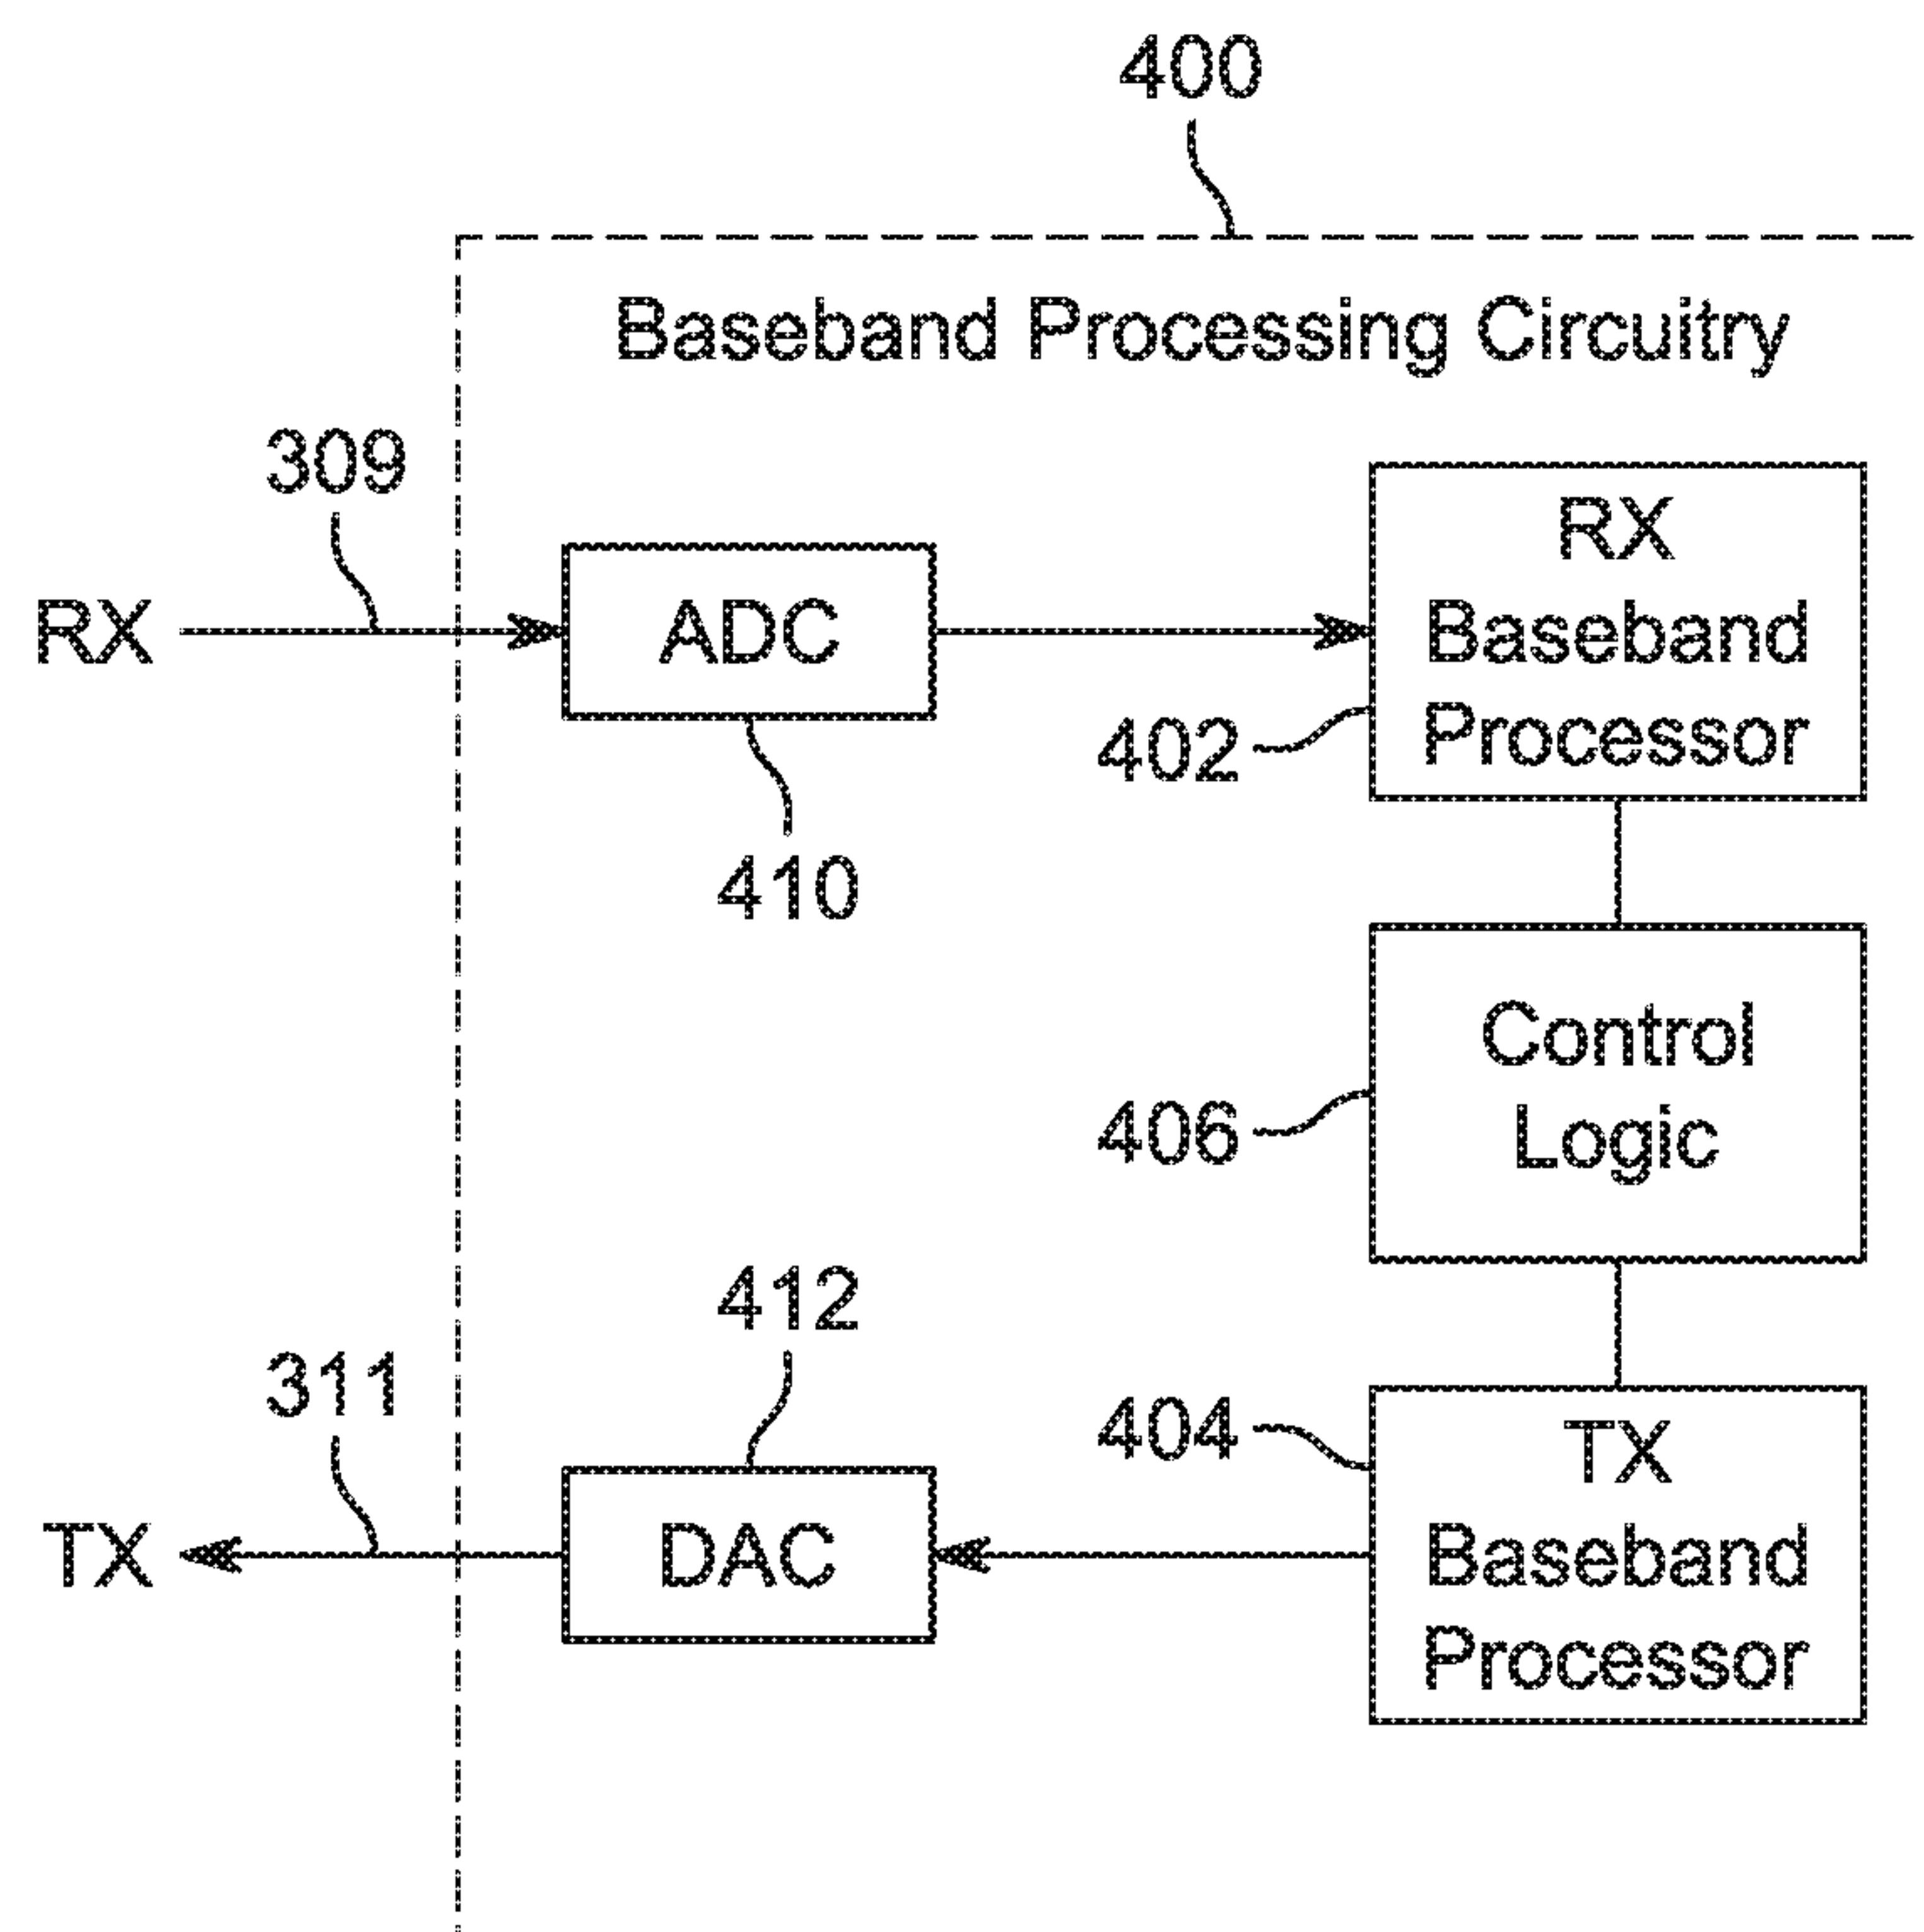 400
Baseband Processing Circuitry
309
RX
ADC
RX
Baseband
Processor
402
410
Control
Logic
406
412
311
404
TX
DAC
TX
Baseband
Processor